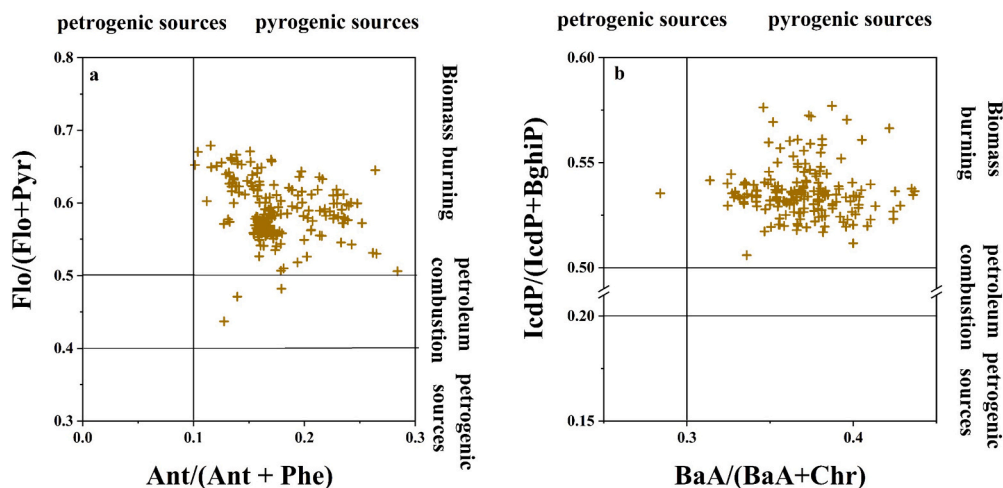 petrogenic sources pyrogenic sources
a
0.8
0.7
0.6
0.5
0.4
0.3
0.0 0.1 0.2 0.3
Flo/(Flo+Pyr)
Ant/(Ant + Phe)
Biomass burning
petroleum
combustion
petrogenic
sources
petrogenic sources pyrogenic sources
b
0.60
0.55
0.50
0.20
0.15
0.3 0.4
IcdP/(IcdP+BghiP)
BaA/(BaA+Chr)
Biomass
burning
petroleum
combustion
petrogenic
sources